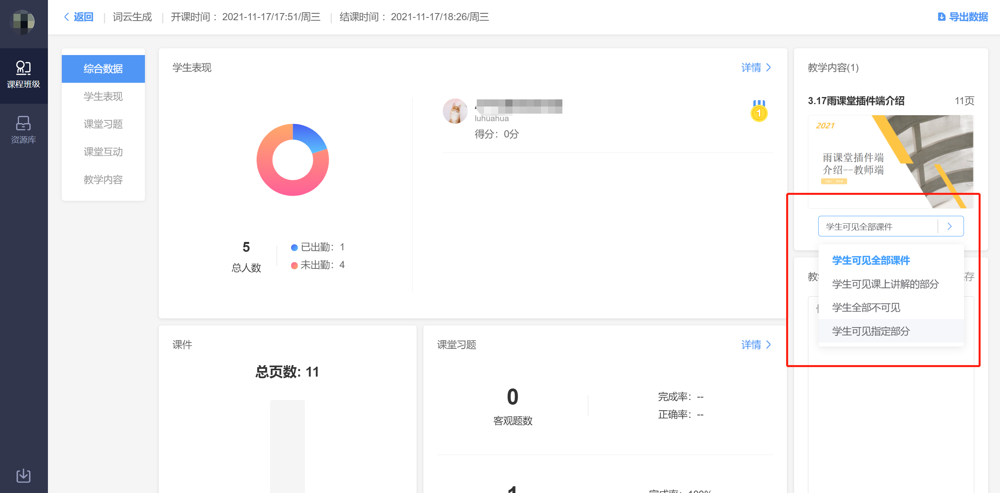 返回
词云生成
开课时间 : 2021-11-17/17:51/周三
结课时间 : 2021-11-17/18:26/周三
导出数据
课程班级
资源库
综合数据
学生表现
课堂习题
课堂互动
教学内容
学生表现
详情
luhuahua
得分：0分
1
5
总人数
已出勤：1
未出勤：4
教学内容(1)
3.17雨课堂插件端介绍
11页
2021
雨课堂插件端
介绍--教师端
学生可见全部课件
学生可见全部课件
学生可见课上讲解的部分
学生全部不可见
学生可见指定部分
教
存
课件
总页数: 11
课堂习题
详情
0
客观题数
完成率：--
正确率：--
1
完成率：100%